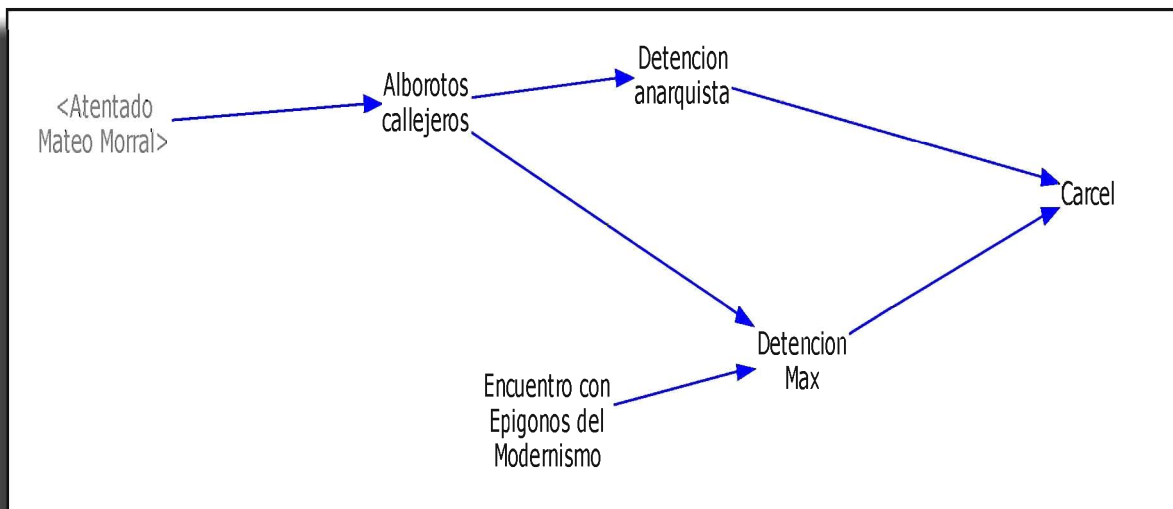 <Atentado
Mateo Morral>
Alborotos
callejeros
Detencion
anarquista
Carcel
Detencion
Max
Encuentro con
Epigonos del
Modernismo